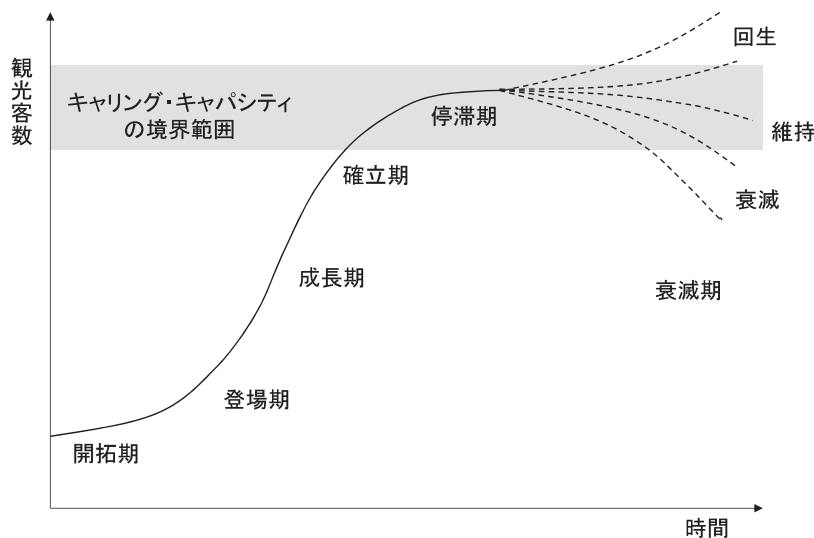 観光客数
キャリング・キャパシティ
の境界範囲
回生
停滞期
維持
確立期
衰滅
成長期
衰滅期
登場期
開拓期
時間